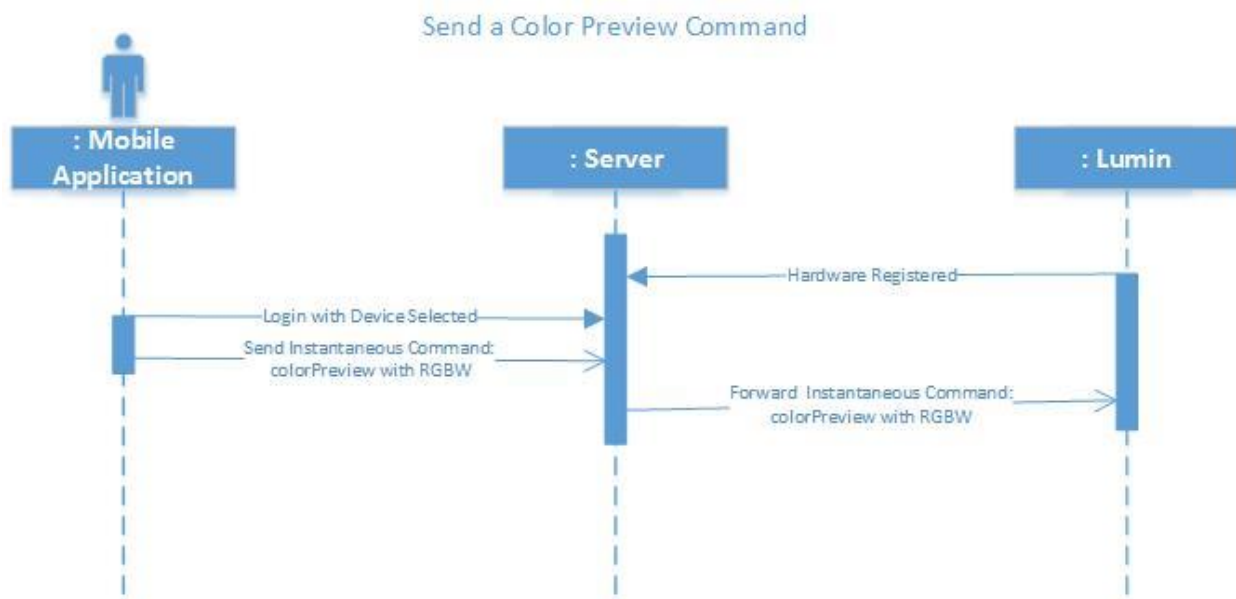 Send a Color Preview Command
: Mobile
Application
: Server
: Lumin
Hardware Registered
Login with Device Selected
Send Instantaneous Command:
colorPreview with RGBW
Forward Instantaneous Command:
colorPreview with RGBW